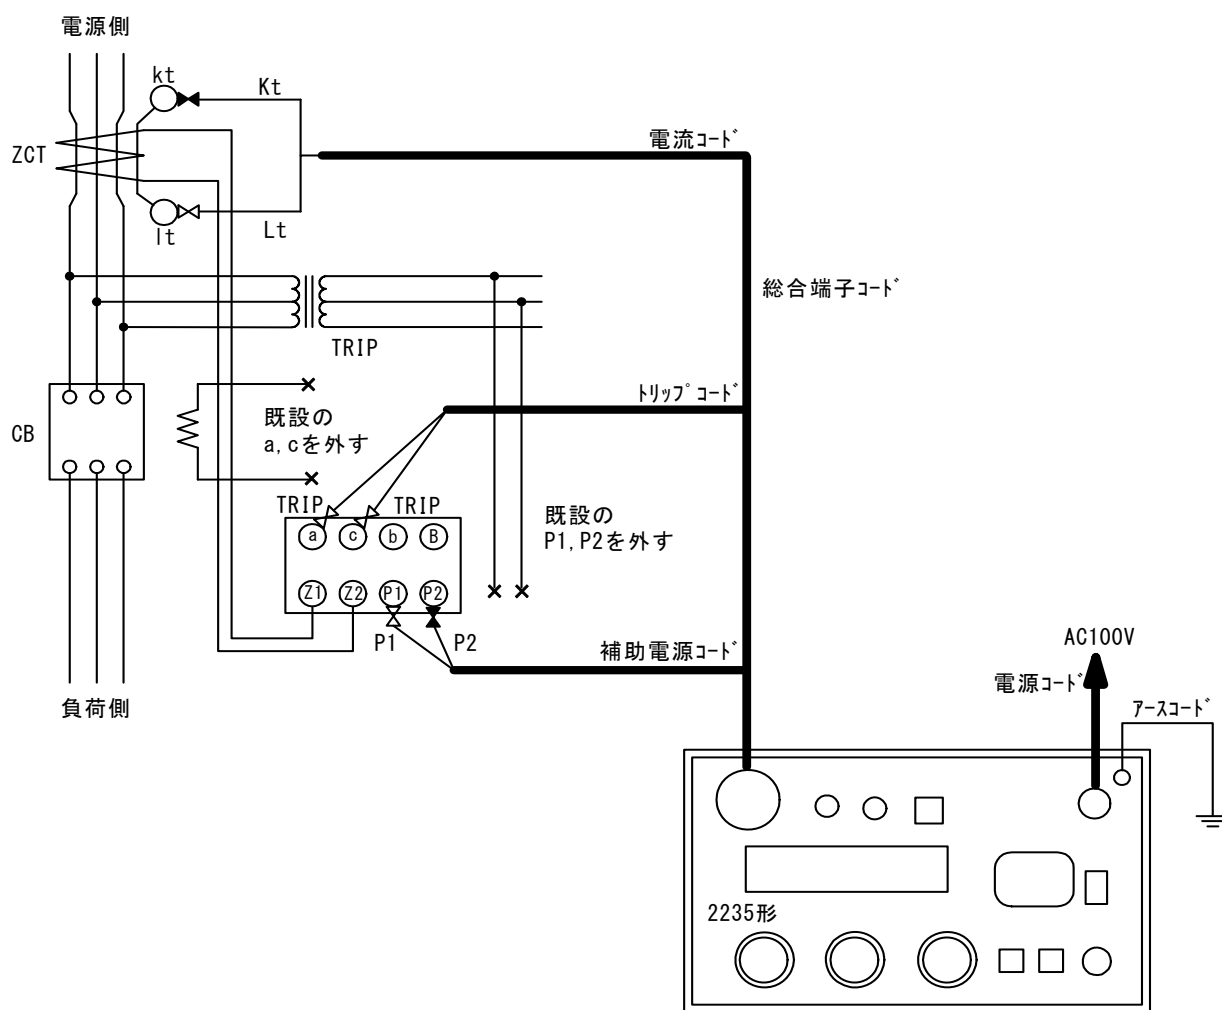 電源側
kt
Kt
ZCT
電流ｺｰﾄﾞ
lt
Lt
総合端子ｺｰﾄﾞ
TRIP
ﾄﾘｯﾌﾟｺｰﾄﾞ
CB
既設の
a,cを外す
TRIP
TRIP
a
c
b
B
既設の
P1,P2を外す
Z1
Z2
P1
P2
P1
P2
補助電源ｺｰﾄﾞ
AC100V
電源ｺｰﾄﾞ
ｱｰｽｺｰﾄﾞ
負荷側
2235形